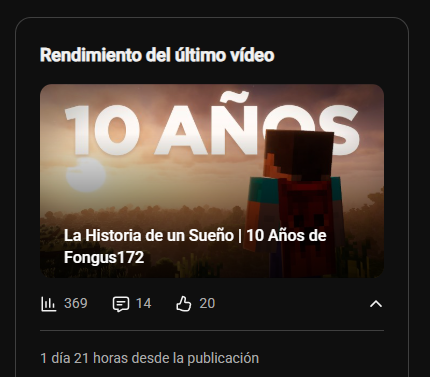 Rendimiento del último vídeo
10 AÑOS
La Historia de un Sueño | 10 Años de
Fongus172
369 14 20
1 día 21 horas desde la publicación